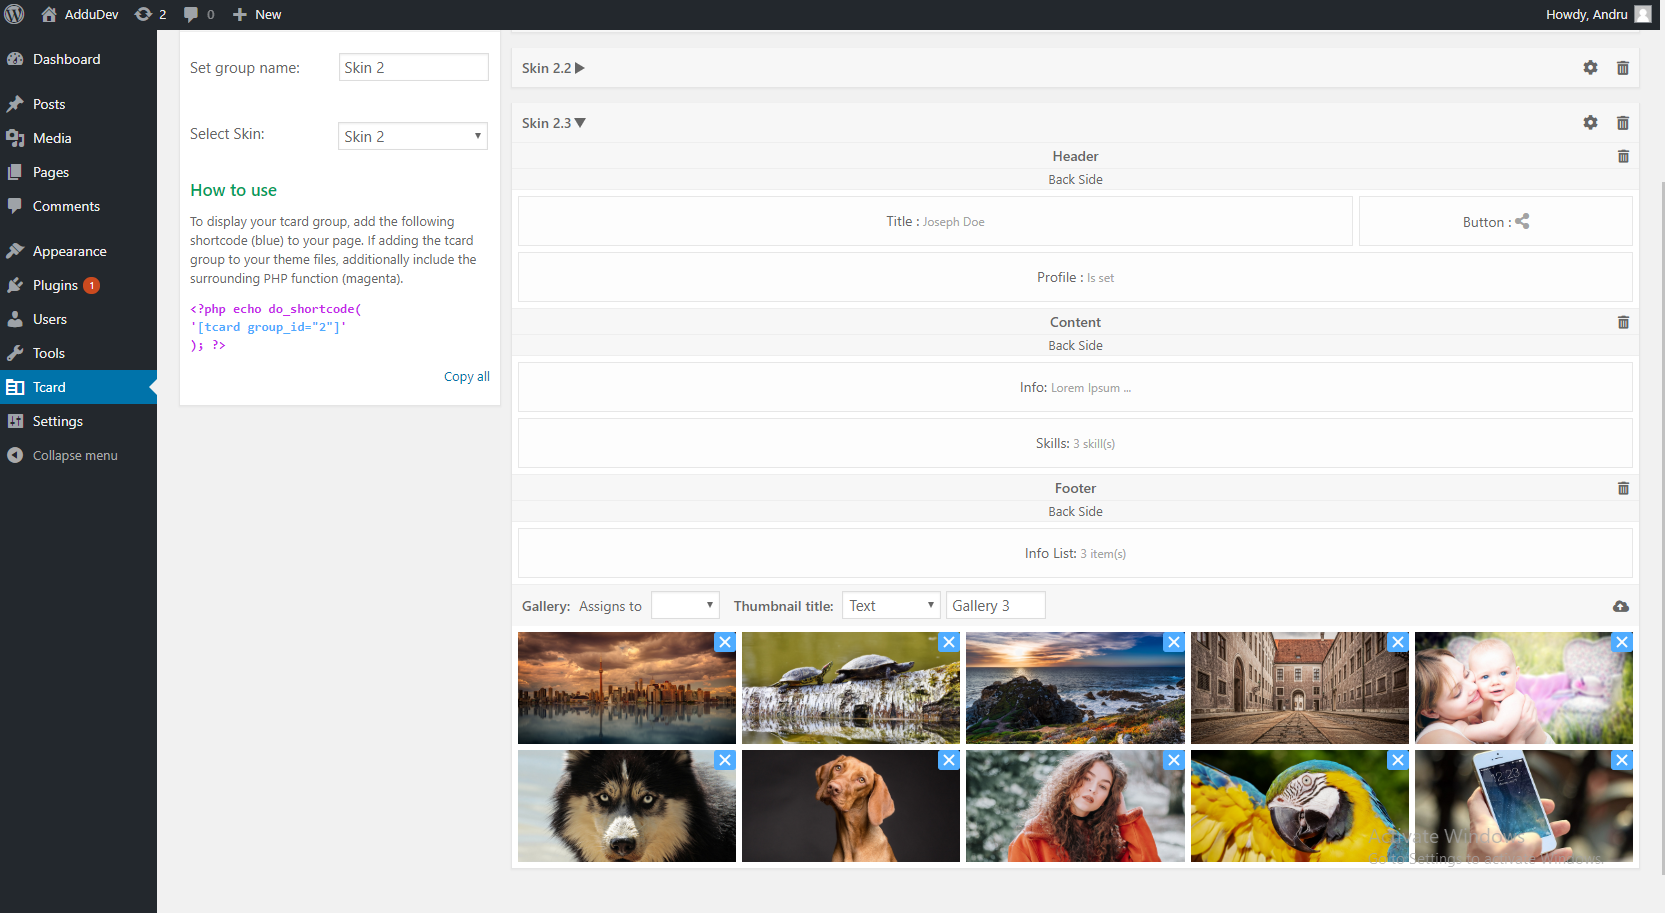 AdduDev 2 0 New Howdy, Andru
Dashboard
Posts
Media
Pages
Comments
Appearance
Plugins 1
Users
Tools
Tcard
Settings
Collapse menu
Set group name: Skin 2
Select Skin: Skin 2
How to use
To display your tcard group, add the following
shortcode (blue) to your page. If adding the tcard
group to your theme files, additionally include the
surrounding PHP function (magenta).
<?php echo do_shortcode(
'[tcard group_id="2"]'
); ?>
Copy all
Skin 2.2
Skin 2.3
Header
Back Side
Title : Joseph Doe
Button :
Profile : Is set
Content
Back Side
Info: Lorem Ipsum ...
Skills: 3 skill(s)
Footer
Back Side
Info List: 3 item(s)
Gallery: Assigns to Thumbnail title: Text Gallery 3
12:23
Activate Windows
Go to Settings to activate Windows.